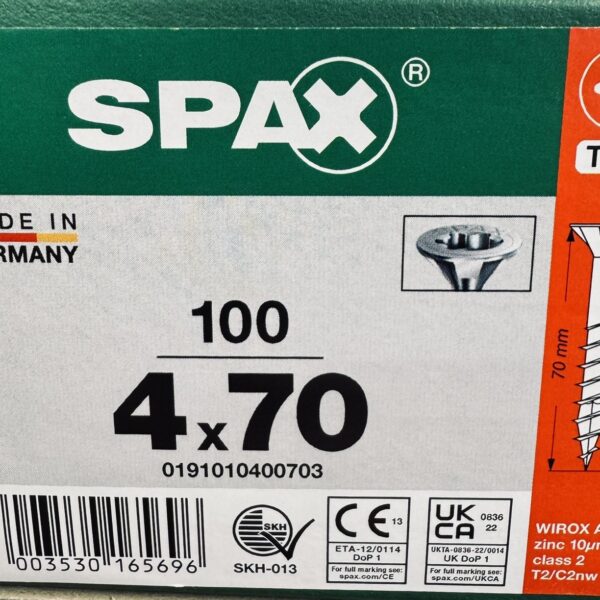 SPAX®
DE IN
RMANY
T
100
4 x 70
0191010400703
70 mm
003530 165696
SKH
SKH-013
CE 13
ETA-12/0114
DoP 1
For full marking see:
spax.com/CE
UK CA 0836 22
UKTA-0836-22/0014
UK DoP 1
For full marking see:
spax.com/UKCA
WIROX A
zinc 10µm
class 2
T2/C2nw